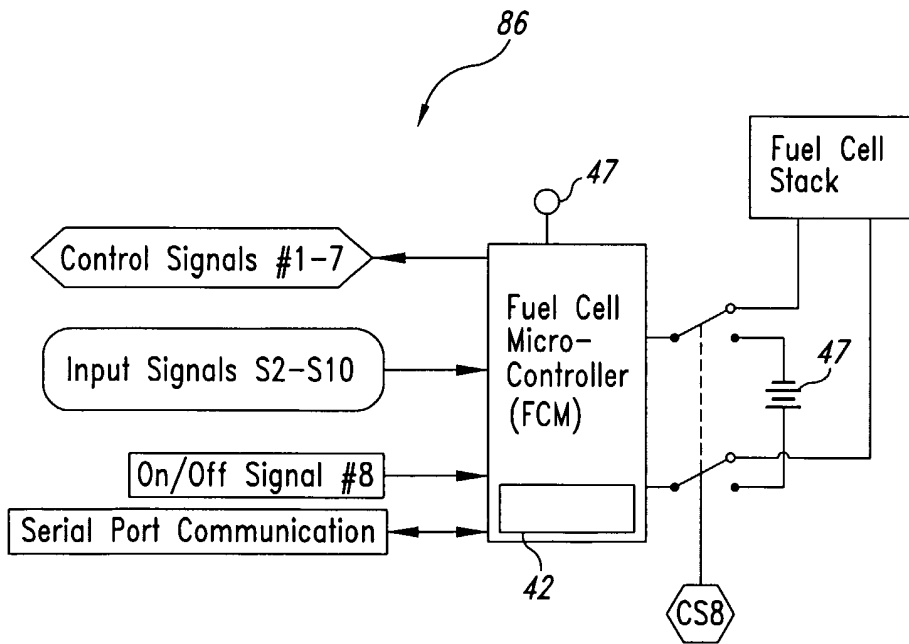 86
Fuel Cell
Stack
47
Control Signals #1-7
Fuel Cell
Micro-
Controller
(FCM)
Input Signals S2-S10
47
On/Off Signal #8
Serial Port Communication
42
CS8